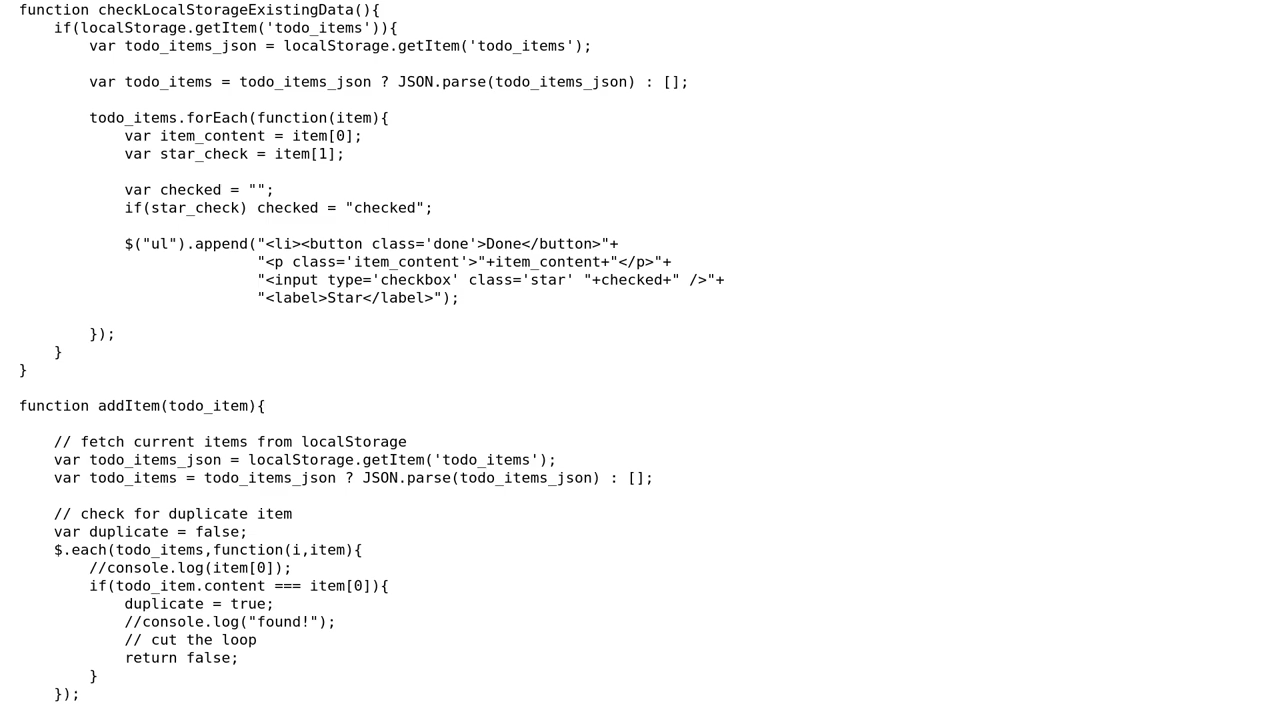 function checkLocalStorageExistingData(){
    if(localStorage.getItem('todo_items')){
        var todo_items_json = localStorage.getItem('todo_items');

        var todo_items = todo_items_json ? JSON.parse(todo_items_json) : [];

        todo_items.forEach(function(item){
            var item_content = item[0];
            var star_check = item[1];

            var checked = "";
            if(star_check) checked = "checked";

            $("ul").append("<li><button class='done'>Done</button>"+
                           "<p class='item_content'>"+item_content+"</p>"+
                           "<input type='checkbox' class='star' "+checked+" />"+
                           "<label>Star</label>");

        });
    }
}

function addItem(todo_item){

    // fetch current items from localStorage
    var todo_items_json = localStorage.getItem('todo_items');
    var todo_items = todo_items_json ? JSON.parse(todo_items_json) : [];

    // check for duplicate item
    var duplicate = false;
    $.each(todo_items,function(i,item){
        //console.log(item[0]);
        if(todo_item.content === item[0]){
            duplicate = true;
            //console.log("found!");
            // cut the loop
            return false;
        }
    });